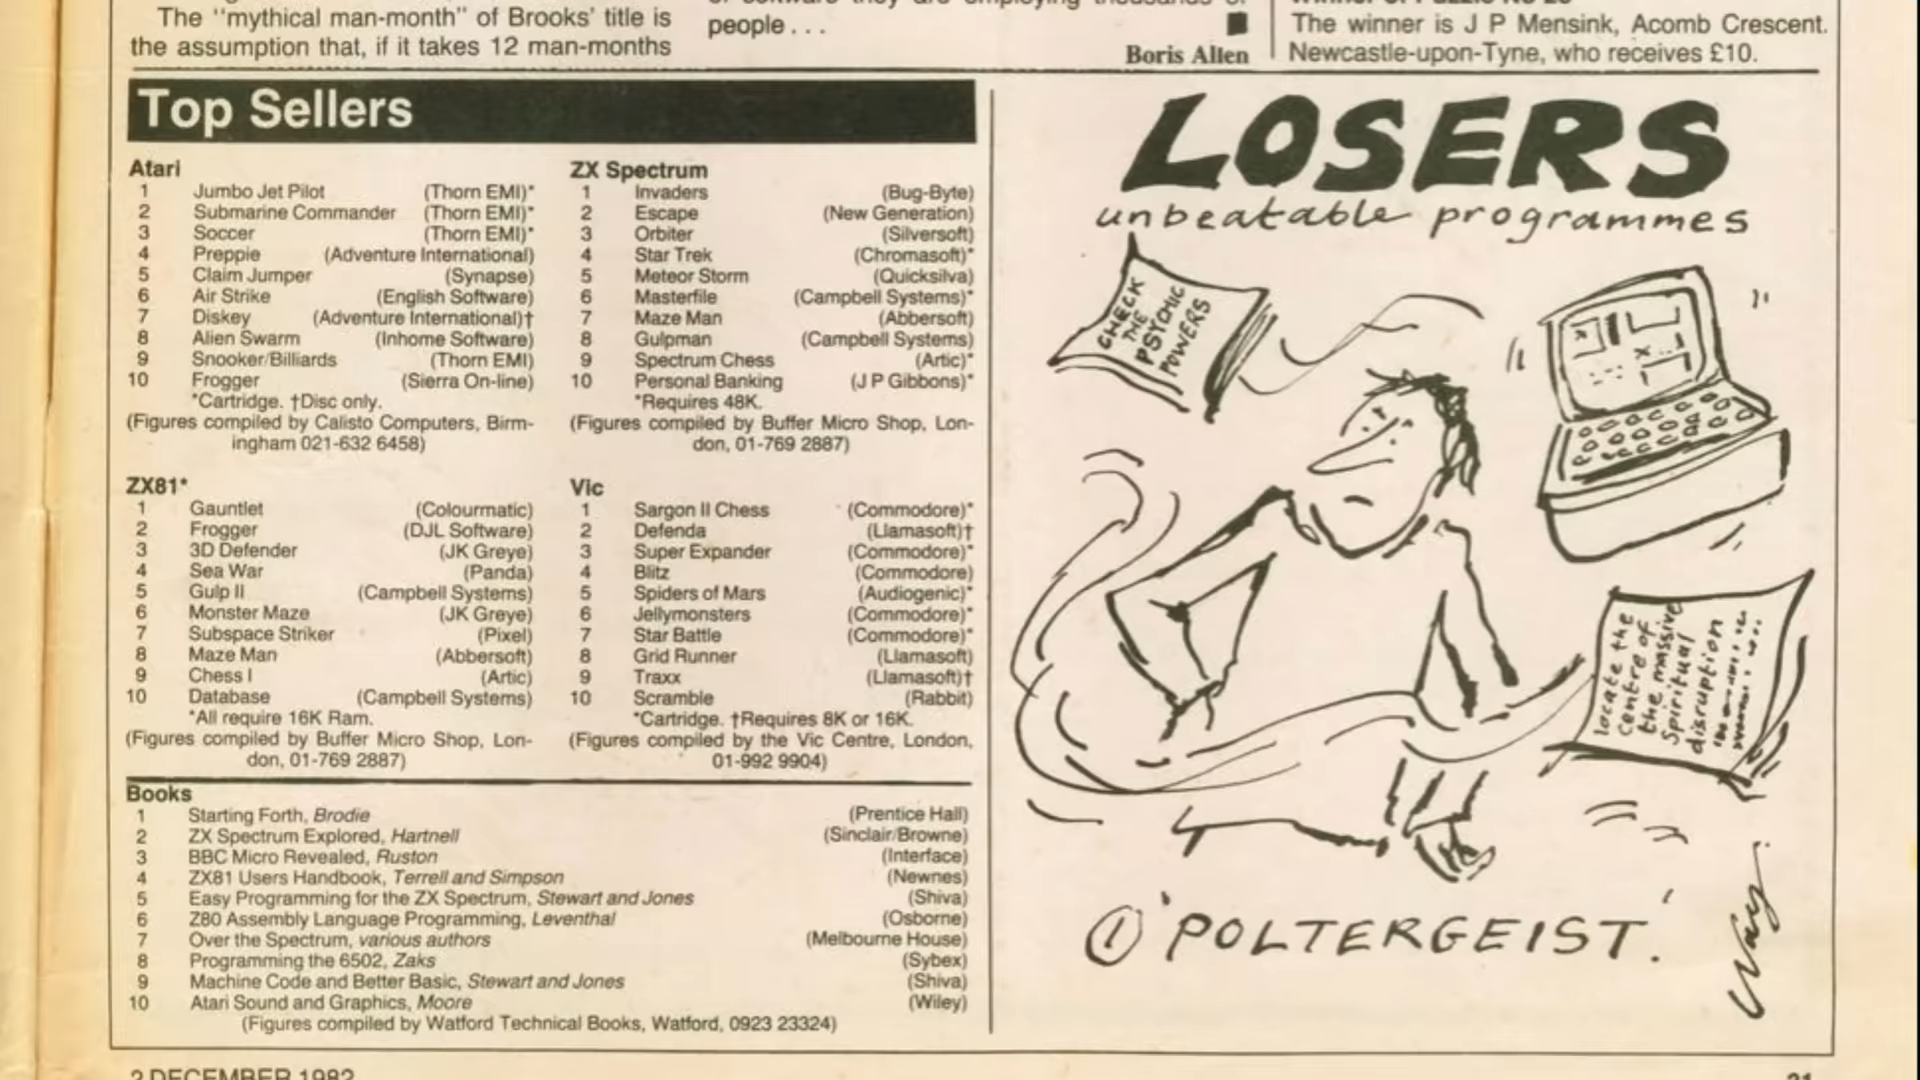 The "mythical man-month" of Brooks' title is
the assumption that, if it takes 12 man-months
people . . .
Boris Allen
The winner is J P Mensink, Acomb Crescent.
Newcastle-upon-Tyne, who receives £10.
Top Sellers
Atari
1 Jumbo Jet Pilot (Thorn EMI)*
2 Submarine Commander (Thorn EMI)*
3 Soccer (Thorn EMI)*
4 Preppie (Adventure International)
5 Claim Jumper (Synapse)
6 Air Strike (English Software)
7 Diskey (Adventure International)†
8 Alien Swarm (Inhome Software)
9 Snooker/Billiards (Thorn EMI)
10 Frogger (Sierra On-line)
*Cartridge. †Disc only.
(Figures compiled by Calisto Computers, Birm-
ingham 021-632 6458)
ZX Spectrum
1 Invaders (Bug-Byte)
2 Escape (New Generation)
3 Orbiter (Silversoft)
4 Star Trek (Chromasoft)*
5 Meteor Storm (Quicksilva)
6 Masterfile (Campbell Systems)*
7 Maze Man (Abbersoft)
8 Gulpman (Campbell Systems)
9 Spectrum Chess (Artic)*
10 Personal Banking (J P Gibbons)*
*Requires 48K.
(Figures compiled by Buffer Micro Shop, Lon-
don, 01-769 2887)
ZX81*
1 Gauntlet (Colourmatic)
2 Frogger (DJL Software)
3 3D Defender (JK Greye)
4 Sea War (Panda)
5 Gulp II (Campbell Systems)
6 Monster Maze (JK Greye)
7 Subspace Striker (Pixel)
8 Maze Man (Abbersoft)
9 Chess I (Artic)
10 Database (Campbell Systems)
*All require 16K Ram.
(Figures compiled by Buffer Micro Shop, Lon-
don, 01-769 2887)
Vic
1 Sargon II Chess (Commodore)*
2 Defenda (Llamasoft)†
3 Super Expander (Commodore)*
4 Blitz (Commodore)
5 Spiders of Mars (Audiogenic)*
6 Jellymonsters (Commodore)*
7 Star Battle (Commodore)*
8 Grid Runner (Llamasoft)
9 Traxx (Llamasoft)†
10 Scramble (Rabbit)
*Cartridge. †Requires 8K or 16K.
(Figures compiled by the Vic Centre, London,
01-992 9904)
Books
1 Starting Forth, Brodie (Prentice Hall)
2 ZX Spectrum Explored, Hartnell (Sinclair/Browne)
3 BBC Micro Revealed, Ruston (Interface)
4 ZX81 Users Handbook, Terrell and Simpson (Newnes)
5 Easy Programming for the ZX Spectrum, Stewart and Jones (Shiva)
6 Z80 Assembly Language Programming, Leventhal (Osborne)
7 Over the Spectrum, various authors (Melbourne House)
8 Programming the 6502, Zaks (Sybex)
9 Machine Code and Better Basic, Stewart and Jones (Shiva)
10 Atari Sound and Graphics, Moore (Wiley)
(Figures compiled by Watford Technical Books, Watford, 0923 23324)
LOSERS
unbeatable programmes
CHECK
THE
PSYCHIC
POWERS
locate the
centre of
the massive
Spiritual
disruption
① 'POLTERGEIST.'
Way
2 DECEMBER 1982